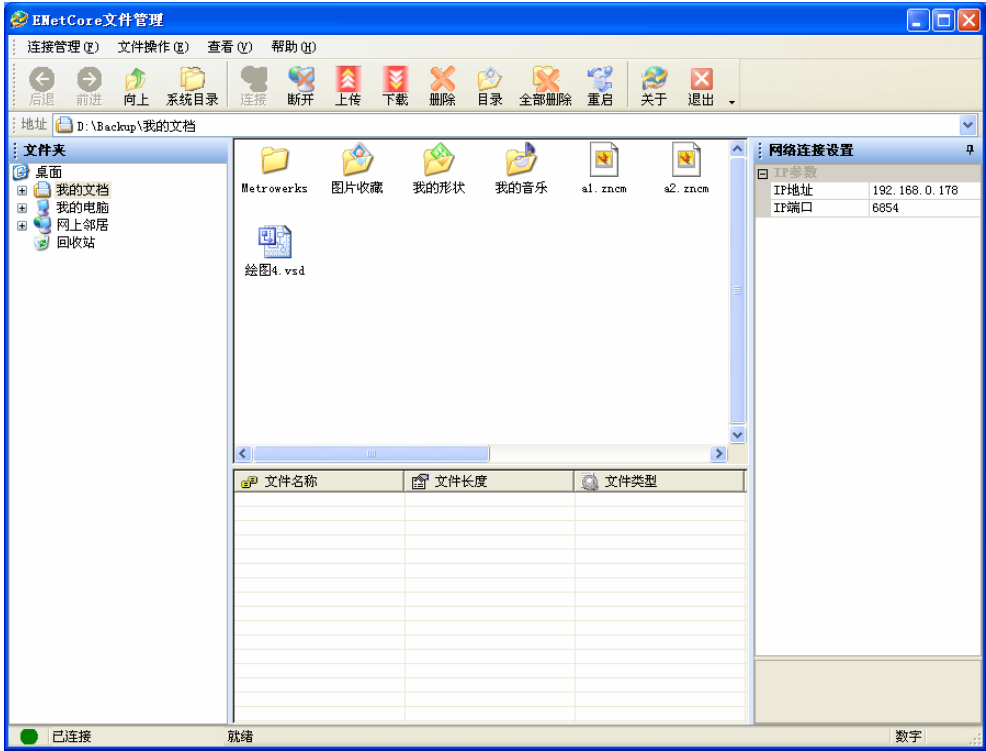 ENetCore文件管理
连接管理(F) 文件操作(E) 查看(V) 帮助(H)
后退 前进 向上 系统目录 连接 断开 上传 下载 删除 目录 全部删除 重启 关于 退出
地址 D:\Backup\我的文档
文件夹
桌面
我的文档
我的电脑
网上邻居
回收站
Metrowerks 图片收藏 我的形状 我的音乐 a1.zncm a2.zncm
绘图4.vsd
文件名称 文件长度 文件类型
网络连接设置
IP参数
IP地址 192.168.0.178
IP端口 6854
已连接 就绪 数字